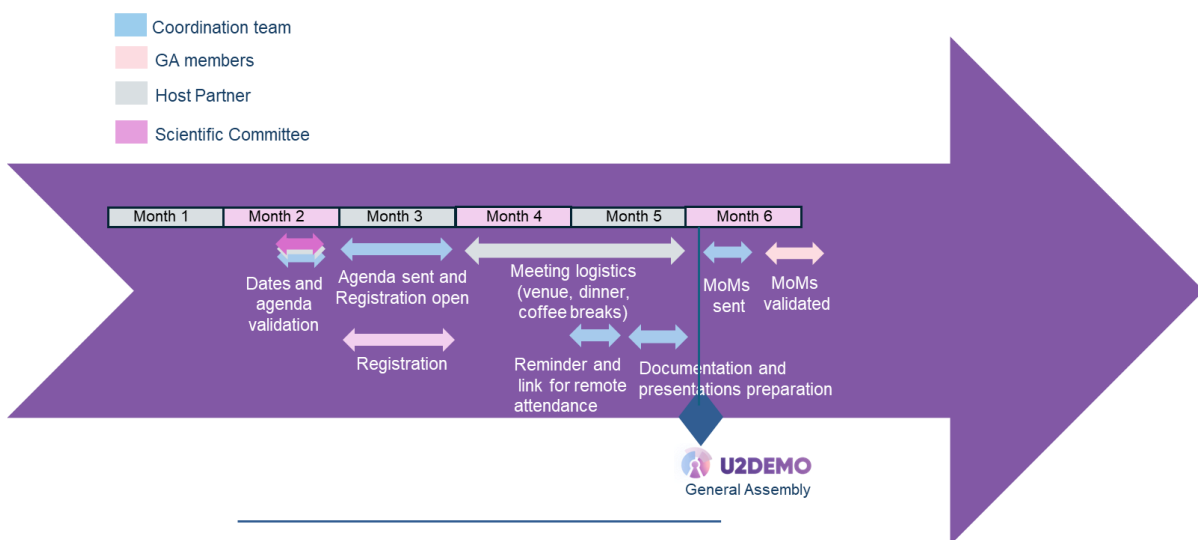 Coordination team
GA members
Host Partner
Scientific Committee
Month 1
Month 2
Month 3
Month 4
Month 5
Month 6
Dates and
agenda
validation
Agenda sent and
Registration open
Meeting logistics
(venue, dinner,
coffee breaks)
MoMs
sent
MoMs
validated
Registration
Reminder and
link for remote
attendance
Documentation and
presentations preparation
U2DEMO
General Assembly